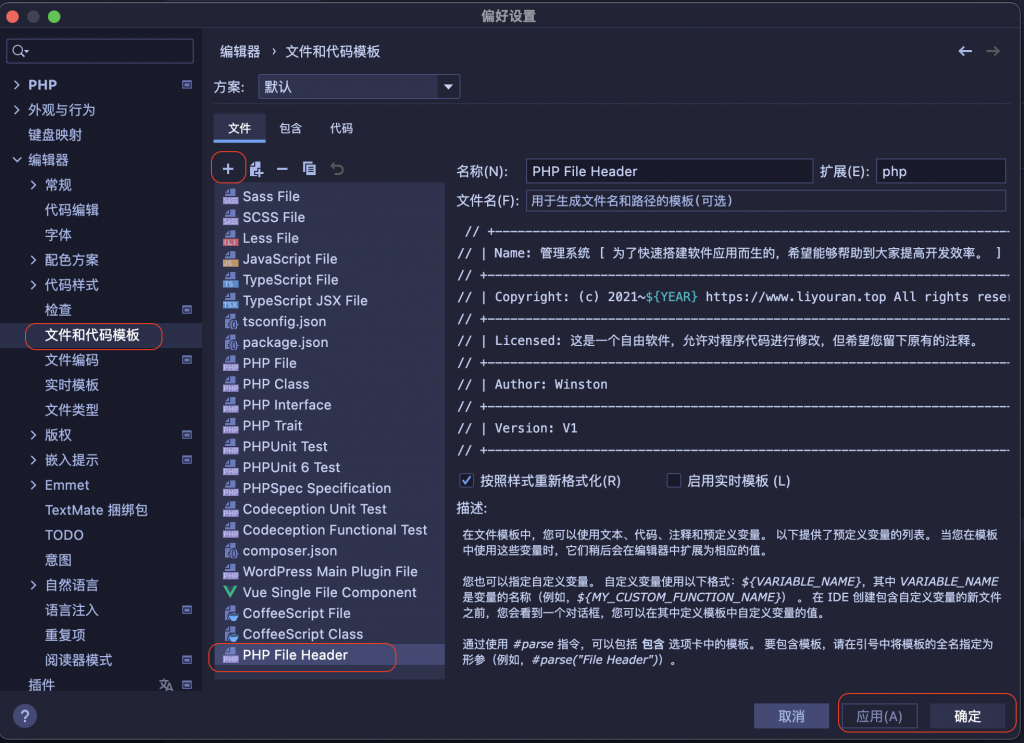 偏好设置
编辑器 › 文件和代码模板
方案: 默认
PHP
外观与行为
键盘映射
编辑器
常规
代码编辑
字体
配色方案
代码样式
检查
文件和代码模板
文件编码
实时模板
文件类型
版权
嵌入提示
Emmet
TextMate 捆绑包
TODO
意图
自然语言
语言注入
重复项
阅读器模式
插件
文件 包含 代码
Sass File
SCSS File
Less File
JavaScript File
TypeScript File
TypeScript JSX File
tsconfig.json
package.json
PHP File
PHP Class
PHP Interface
PHP Trait
PHPUnit Test
PHPUnit 6 Test
PHPSpec Specification
Codeception Unit Test
Codeception Functional Test
composer.json
WordPress Main Plugin File
Vue Single File Component
CoffeeScript File
CoffeeScript Class
PHP File Header
名称(N): PHP File Header 扩展(E): php
文件名(F): 用于生成文件名和路径的模板(可选)
// +----------------------------------------------------------------------
// | Name: 管理系统 [ 为了快速搭建软件应用而生的，希望能够帮助到大家提高开发效率。 ]
// +----------------------------------------------------------------------
// | Copyright: (c) 2021~${YEAR} https://www.liyouran.top All rights rese
// +----------------------------------------------------------------------
// | Licensed: 这是一个自由软件，允许对程序代码进行修改，但希望您留下原有的注释。
// +----------------------------------------------------------------------
// | Author: Winston
// +----------------------------------------------------------------------
// | Version: V1
// +----------------------------------------------------------------------
按照样式重新格式化(R) 启用实时模板 (L)
描述:
在文件模板中，您可以使用文本、代码、注释和预定义变量。 以下提供了预定义变量的列表。 当您在模板
中使用这些变量时，它们稍后会在编辑器中扩展为相应的值。
您也可以指定自定义变量。 自定义变量使用以下格式：${VARIABLE_NAME}，其中 VARIABLE_NAME
是变量的名称（例如，${MY_CUSTOM_FUNCTION_NAME}） 。 在 IDE 创建包含自定义变量的新文件
之前，您会看到一个对话框，您可以在其中定义模板中自定义变量的值。
通过使用 #parse 指令，可以包括 包含 选项卡中的模板。 要包含模板，请在引号中将模板的全名指定为
形参（例如，#parse("File Header")）。
? 取消 应用(A) 确定